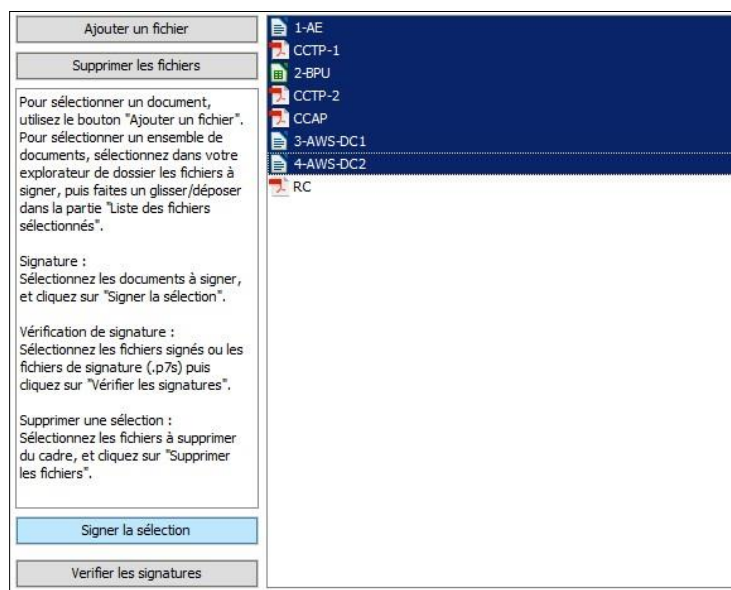 Ajouter un fichier
Supprimer les fichiers
Pour sélectionner un document,
utilisez le bouton "Ajouter un fichier".
Pour sélectionner un ensemble de
documents, sélectionnez dans votre
explorateur de dossier les fichiers à
signer, puis faites un glisser/déposer
dans la partie "Liste des fichiers
sélectionnés".
Signature :
Sélectionnez les documents à signer,
et cliquez sur "Signer la sélection".
Vérification de signature :
Sélectionnez les fichiers signés ou les
fichiers de signature (.p7s) puis
cliquez sur "Vérifier les signatures".
Supprimer une sélection :
Sélectionnez les fichiers à supprimer
du cadre, et cliquez sur "Supprimer
les fichiers".
Signer la sélection
Verifier les signatures
1-AE
CCTP-1
2-BPU
CCTP-2
CCAP
3-AWS-DC1
4-AWS-DC2
RC